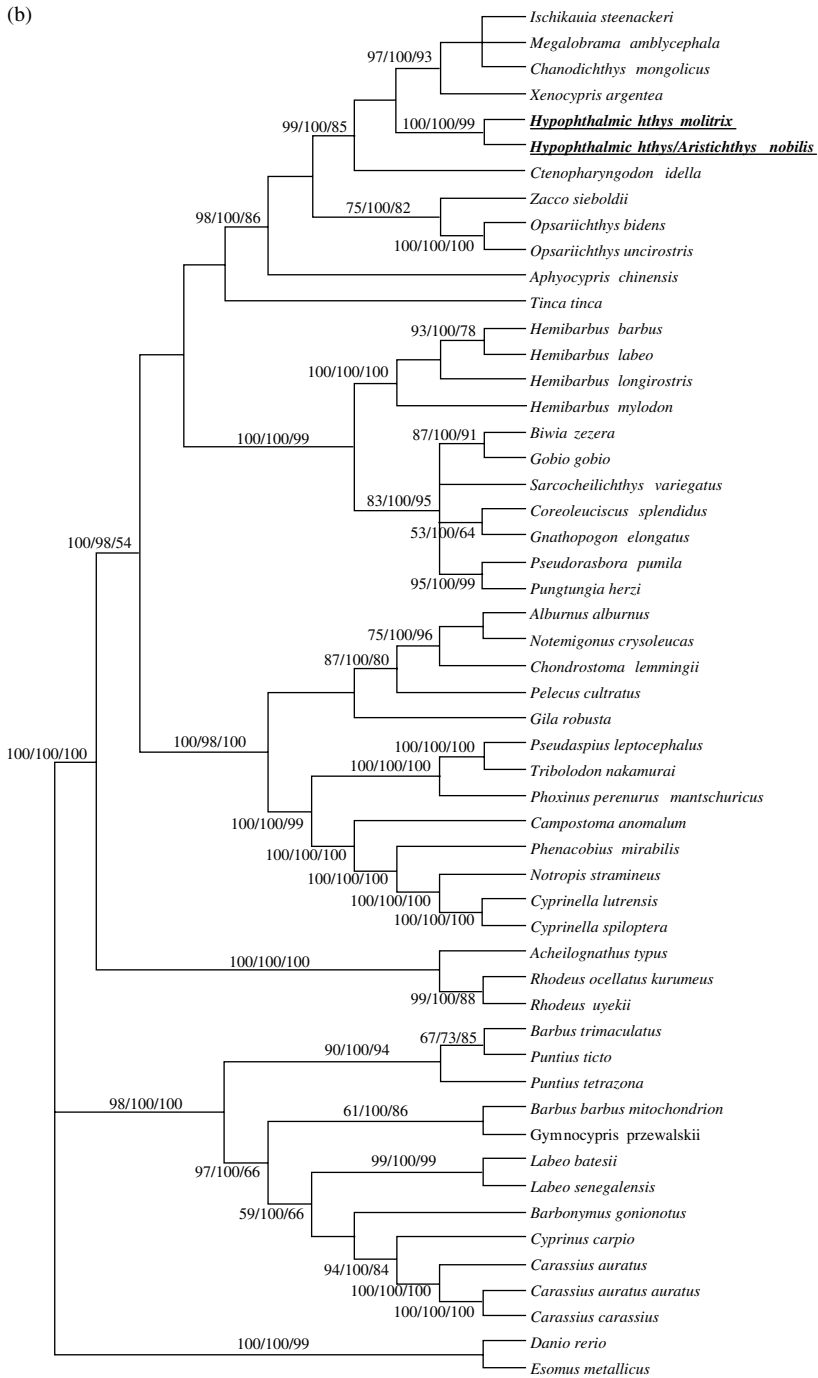 (b)
Ischikauia steenackeri
Megalobrama amblycephala
97/100/93
Chanodichthys mongolicus
Xenocypris argentea
100/100/99
Hypophthalmic hthys molitrix
99/100/85
Hypophthalmic hthys/Aristichthys nobilis
Ctenopharyngodon idella
75/100/82
Zacco sieboldii
98/100/86
Opsariichthys bidens
100/100/100
Opsariichthys uncirostris
Aphyocypris chinensis
Tinca tinca
93/100/78
Hemibarbus barbus
Hemibarbus labeo
100/100/100
Hemibarbus longirostris
Hemibarbus mylodon
87/100/91
Biwia zezera
100/100/99
Gobio gobio
Sarcocheilichthys variegatus
83/100/95
Coreoleuciscus splendidus
53/100/64
Gnathopogon elongatus
100/98/54
Pseudorasbora pumila
95/100/99
Pungtungia herzi
Alburnus alburnus
75/100/96
Notemigonus crysoleucas
87/100/80
Chondrostoma lemmingii
Pelecus cultratus
Gila robusta
100/98/100
100/100/100
Pseudaspius leptocephalus
100/100/100
100/100/100
Tribolodon nakamurai
Phoxinus perenurus mantschuricus
100/100/99
Campostoma anomalum
100/100/100
Phenacobius mirabilis
100/100/100
Notropis stramineus
100/100/100
Cyprinella lutrensis
100/100/100
Cyprinella spiloptera
Acheilognathus typus
100/100/100
Rhodeus ocellatus kurumeus
99/100/88
Rhodeus uyekii
67/73/85
Barbus trimaculatus
90/100/94
Puntius ticto
Puntius tetrazona
98/100/100
61/100/86
Barbus barbus mitochondrion
Gymnocypris przewalskii
97/100/66
99/100/99
Labeo batesii
Labeo senegalensis
59/100/66
Barbonymus gonionotus
Cyprinus carpio
94/100/84
Carassius auratus
100/100/100
Carassius auratus auratus
100/100/100
Carassius carassius
100/100/99
Danio rerio
Esomus metallicus